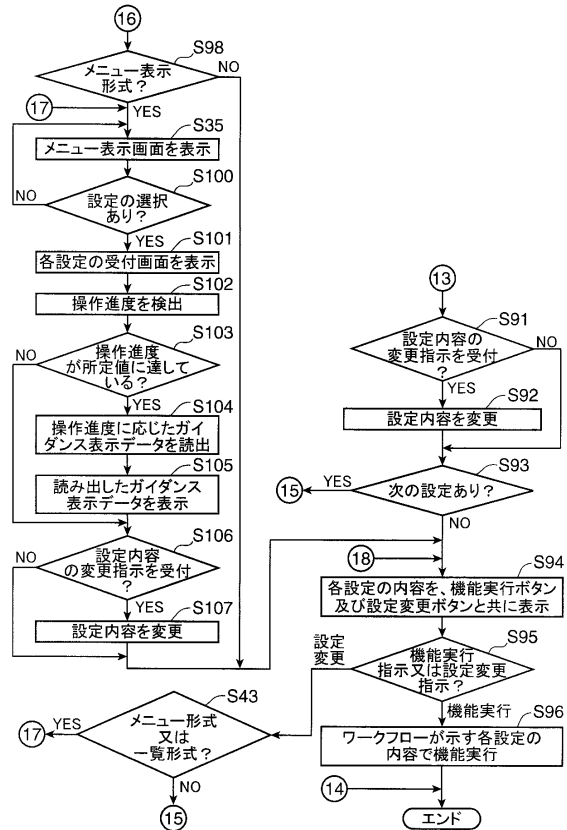 16
S98
メニュー表示
形式?
NO
17
YES
S35
メニュー表示画面を表示
S100
NO
設定の選択
あり?
YES
S101
各設定の受付画面を表示
S102
操作進度を検出
S103
NO
操作進度
が所定値に達して
いる?
YES
S104
操作進度に応じたガイ
ダンス表示データを読出
S105
読み出したガイダンス
表示データを表示
S106
NO
設定内容
の変更指示を受付
?
YES
S107
設定内容を変更
13
S91
設定内容の
変更指示を受付
?
NO
YES
S92
設定内容を変更
S93
YES
15
次の設定あり?
NO
18
S94
各設定の内容を、機能実行ボタン
及び設定変更ボタンと共に表示
S95
設定
変更
機能実行
指示又は設定変更
指示?
機能実行
S96
ワークフローが示す各設定の
内容で機能実行
14
エンド
S43
メニュー形式
又は
一覧形式?
YES
17
NO
15